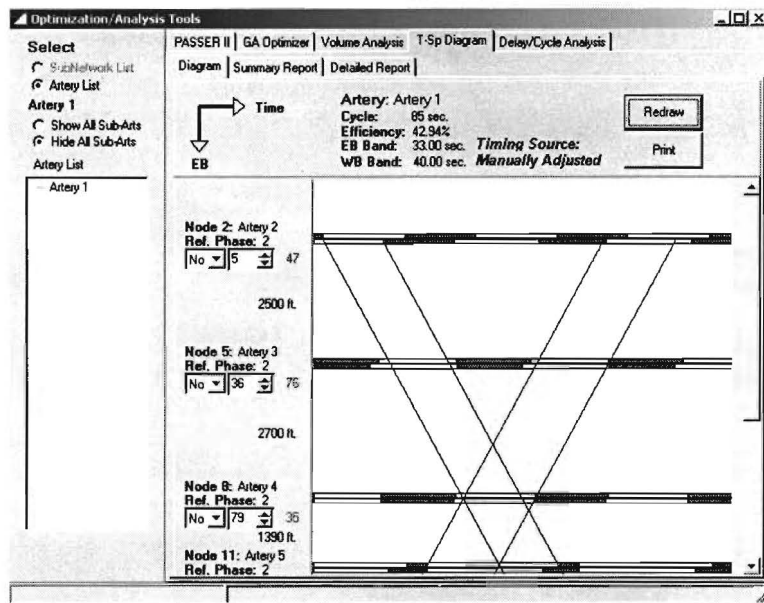 Optimization/Analysis Tools
Select
SubNetwork List
Artery List
Artery 1
Show All Sub-Arts
Hide All Sub-Arts
Artery List
Artery 1
PASSER II GA Optimizer Volume Analysis T-Sp Diagram Delay/Cycle Analysis
Diagram Summary Report Detailed Report
Time
EB
Artery: Artery 1
Cycle: 85 sec.
Efficiency: 42.94%
EB Band: 33.00 sec. Timing Source:
WB Band: 40.00 sec. Manually Adjusted
Redraw
Print
Node 2: Artery 2
Ref. Phase: 2
No 5 47
2500 ft.
Node 5: Artery 3
Ref. Phase: 2
No 36 76
2700 ft.
Node 8: Artery 4
Ref. Phase: 2
No 79 36
1390 ft.
Node 11: Artery 5
Ref. Phase: 2